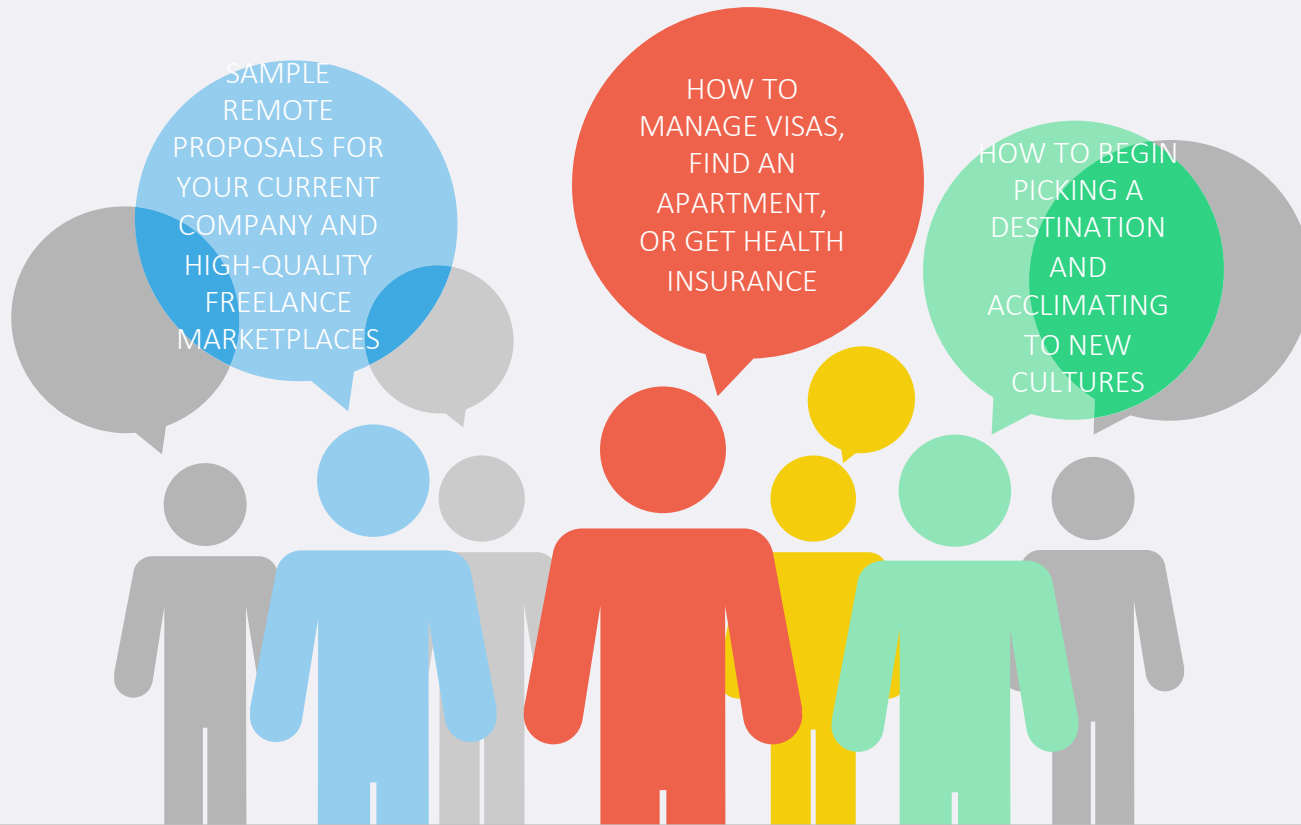 SAMPLE
REMOTE
PROPOSALS FOR
YOUR CURRENT
COMPANY AND
HIGH-QUALITY
FREELANCE
MARKETPLACES
HOW TO
MANAGE VISAS,
FIND AN
APARTMENT,
OR GET HEALTH
INSURANCE
HOW TO BEGIN
PICKING A
DESTINATION
AND
ACCLIMATING
TO NEW
CULTURES